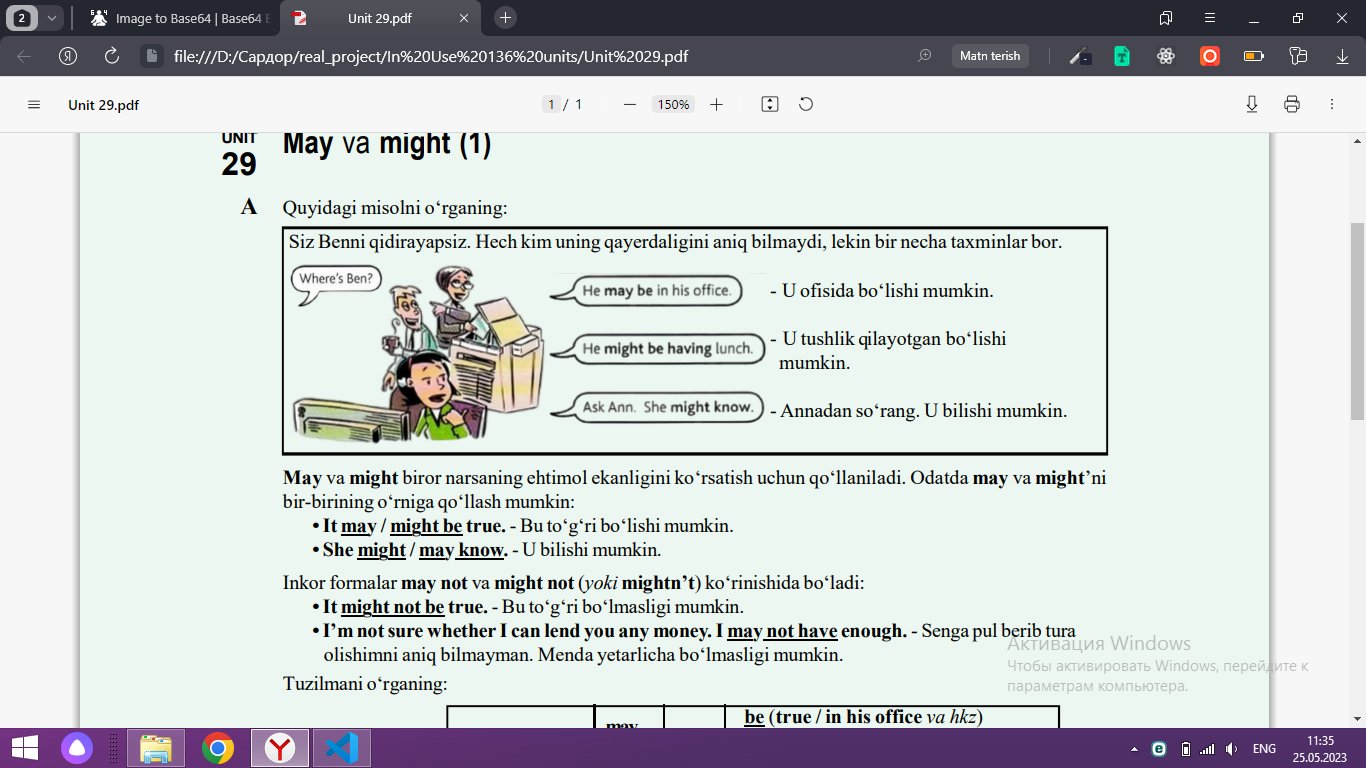 2
Image to Base64 | Base64 E
Unit 29.pdf
file:///D:/Сардор/real_project/In%20Use%20136%20units/Unit%2029.pdf
Matn terish
Unit 29.pdf
1 / 1
150%
UNIT
29
May va might (1)
A Quyidagi misolni o‘rganing:
Siz Benni qidirayapsiz. Hech kim uning qayerdaligini aniq bilmaydi, lekin bir necha taxminlar bor.
Where's Ben?
He may be in his office. - U ofisida bo‘lishi mumkin.
He might be having lunch. - U tushlik qilayotgan bo‘lishi
mumkin.
Ask Ann. She might know. - Annadan so‘rang. U bilishi mumkin.
May va might biror narsaning ehtimol ekanligini ko‘rsatish uchun qo‘llaniladi. Odatda may va might’ni
bir-birining o‘rniga qo‘llash mumkin:
• It may / might be true. - Bu to‘g‘ri bo‘lishi mumkin.
• She might / may know. - U bilishi mumkin.
Inkor formalar may not va might not (yoki mightn’t) ko‘rinishida bo‘ladi:
• It might not be true. - Bu to‘g‘ri bo‘lmasligi mumkin.
• I’m not sure whether I can lend you any money. I may not have enough. - Senga pul berib tura
olishimni aniq bilmayman. Menda yetarlicha bo‘lmasligi mumkin.
Tuzilmani o‘rganing:
may
be (true / in his office va hkz)
Активация Windows
Чтобы активировать Windows, перейдите к
параметрам компьютера.
ENG
11:35
25.05.2023